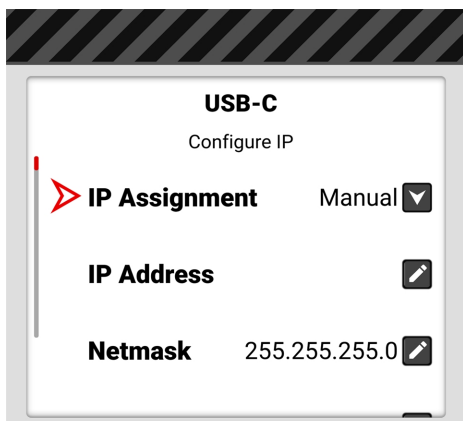 USB-C
Configure IP
IP Assignment Manual
IP Address
Netmask 255.255.255.0